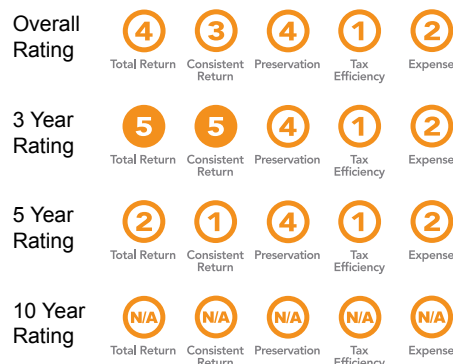 Overall
Rating
4 3 4 1 2
Total Return Consistent Return Preservation Tax Efficiency Expense
3 Year
Rating
5 5 4 1 2
Total Return Consistent Return Preservation Tax Efficiency Expense
5 Year
Rating
2 1 4 1 2
Total Return Consistent Return Preservation Tax Efficiency Expense
10 Year
Rating
N/A N/A N/A N/A N/A
Total Return Consistent Return Preservation Tax Efficiency Expense